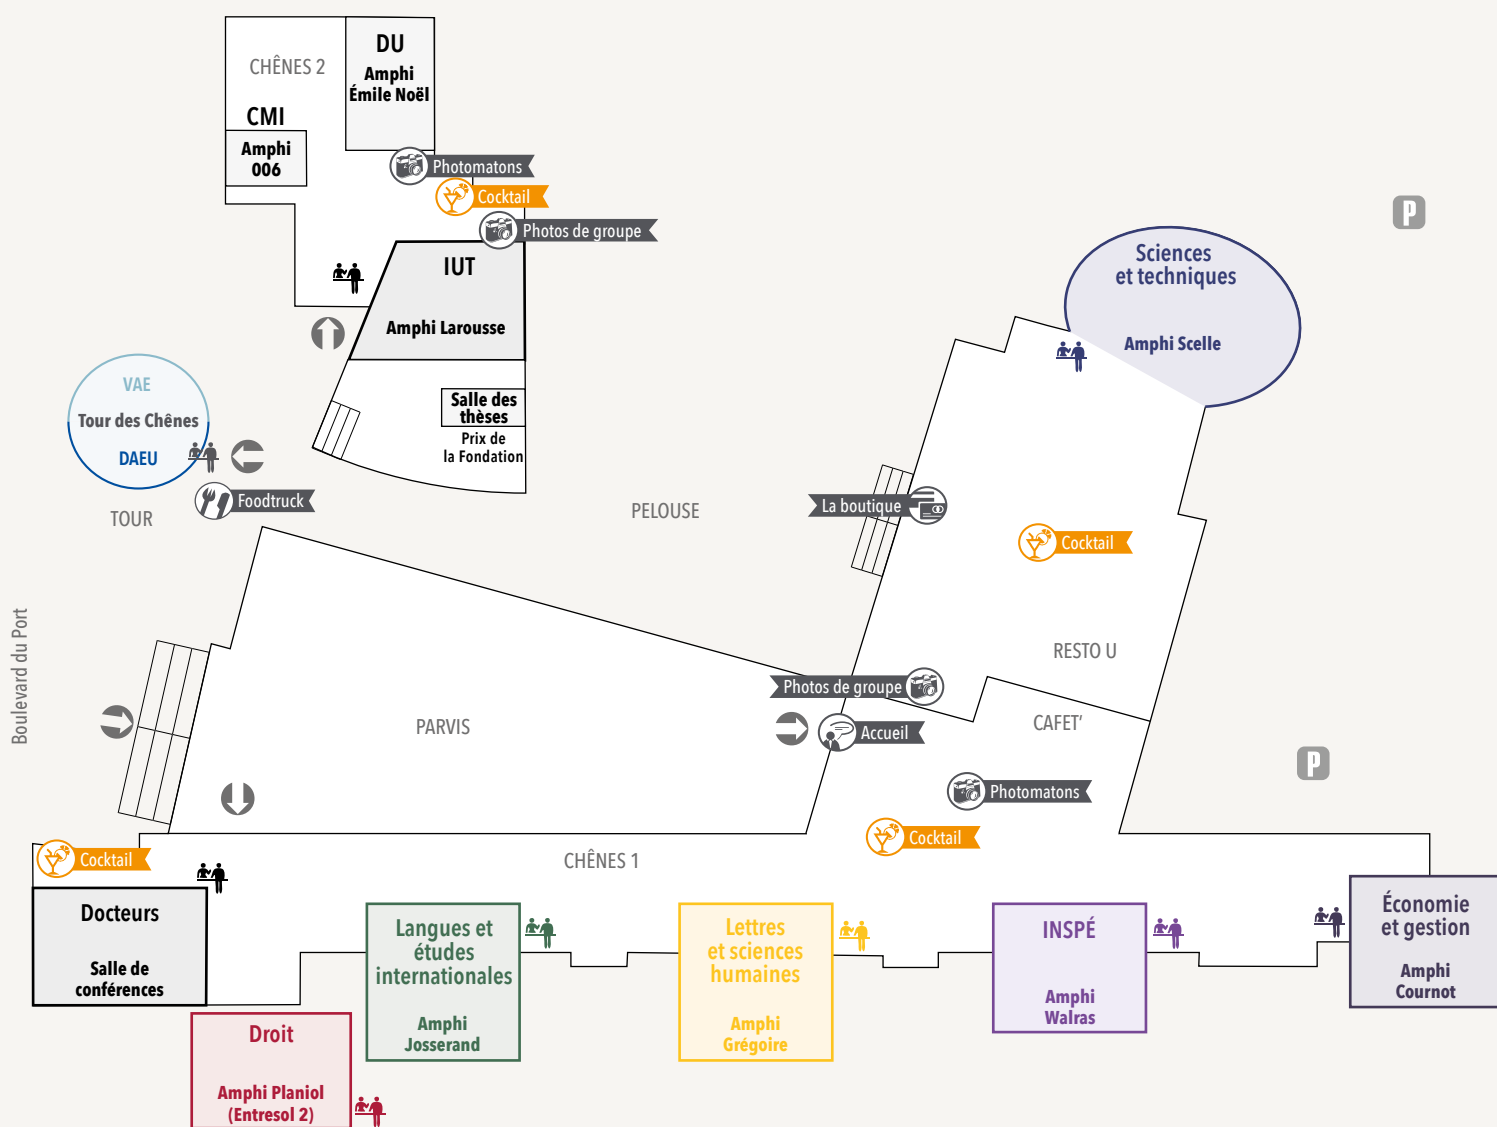 CHÊNES 2
DU
Amphi
Émile Noël
CMI
Amphi
006
Photomatons
Cocktail
Photos de groupe
IUT
Amphi Larousse
Salle des
thèses
Prix de
la Fondation
VAE
Tour des Chênes
DAEU
Foodtruck
TOUR
PELOUSE
P
Sciences
et techniques
Amphi Scelle
La boutique
Cocktail
RESTO U
Boulevard du Port
PARVIS
Photos de groupe
Accueil
CAFET’
Photomatons
P
Cocktail
Cocktail
CHÊNES 1
Docteurs
Salle de
conférences
Droit
Amphi Planiol
(Entresol 2)
Langues et
études
internationales
Amphi
Josserand
Lettres
et sciences
humaines
Amphi
Grégoire
INSPÉ
Amphi
Walras
Économie
et gestion
Amphi
Cournot